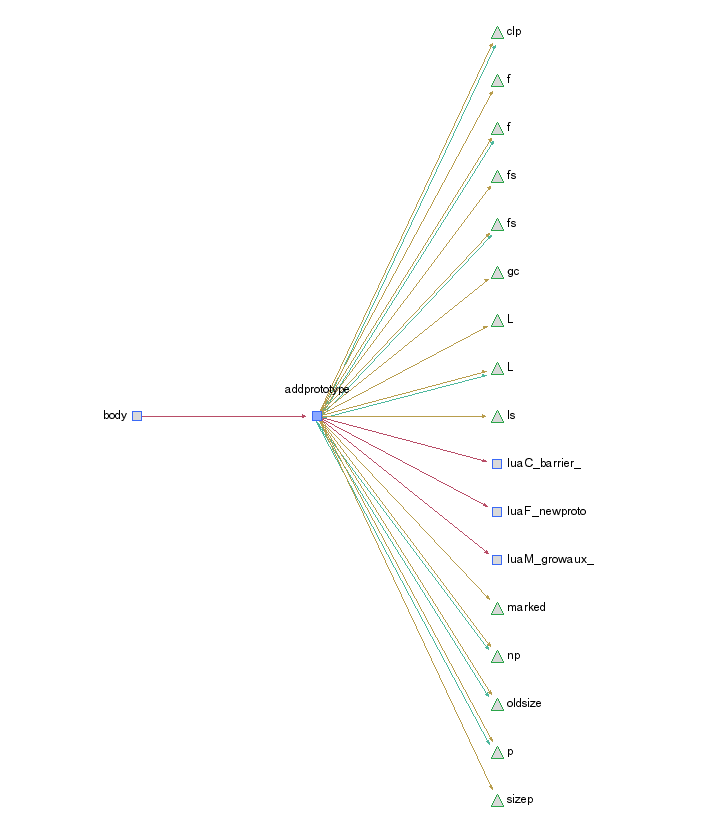 clp
f
f
fs
fs
gc
L
L
addprototype
body
ls
luaC_barrier_
luaF_newproto
luaM_growaux_
marked
np
oldsize
p
sizep